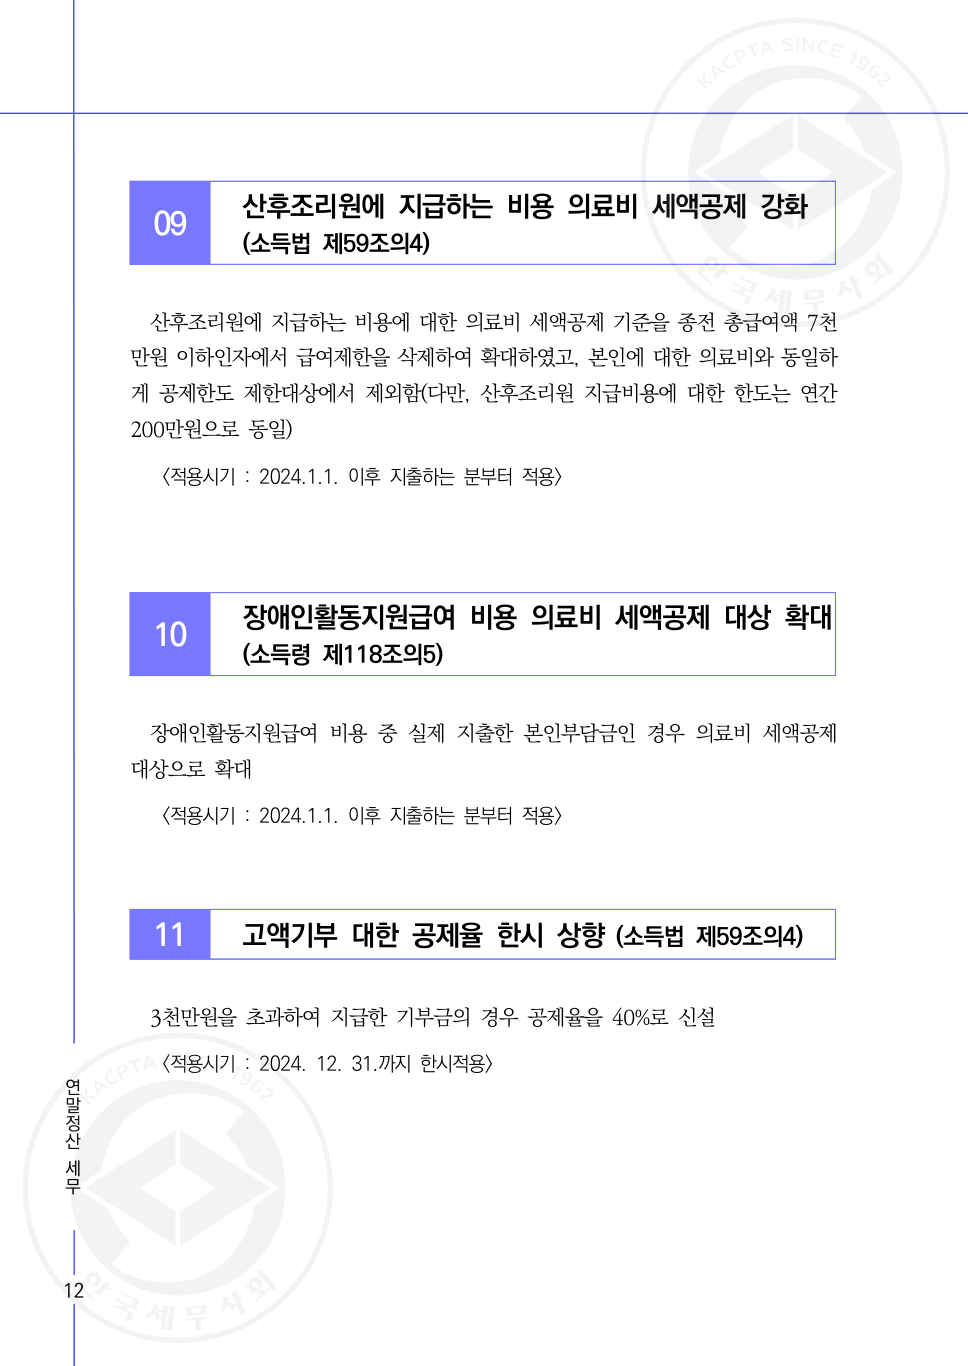 KACPTA SINCE 1962
09
산후조리원에 지급하는 비용 의료비 세액공제 강화
(소득법 제59조의4)
한국세무사회
산후조리원에 지급하는 비용에 대한 의료비 세액공제 기준을 종전 총급여액 7천
만원 이하인자에서 급여제한을 삭제하여 확대하였고, 본인에 대한 의료비와 동일하
게 공제한도 제한대상에서 제외함(다만, 산후조리원 지급비용에 대한 한도는 연간
200만원으로 동일)
〈적용시기 : 2024.1.1. 이후 지출하는 분부터 적용〉
10
장애인활동지원급여 비용 의료비 세액공제 대상 확대
(소득령 제118조의5)
장애인활동지원급여 비용 중 실제 지출한 본인부담금인 경우 의료비 세액공제
대상으로 확대
〈적용시기 : 2024.1.1. 이후 지출하는 분부터 적용〉
11
고액기부 대한 공제율 한시 상향 (소득법 제59조의4)
3천만원을 초과하여 지급한 기부금의 경우 공제율을 40%로 신설
〈적용시기 : 2024. 12. 31.까지 한시적용〉
KACPTA 1962
연말정산 세무
12
한국세무사회